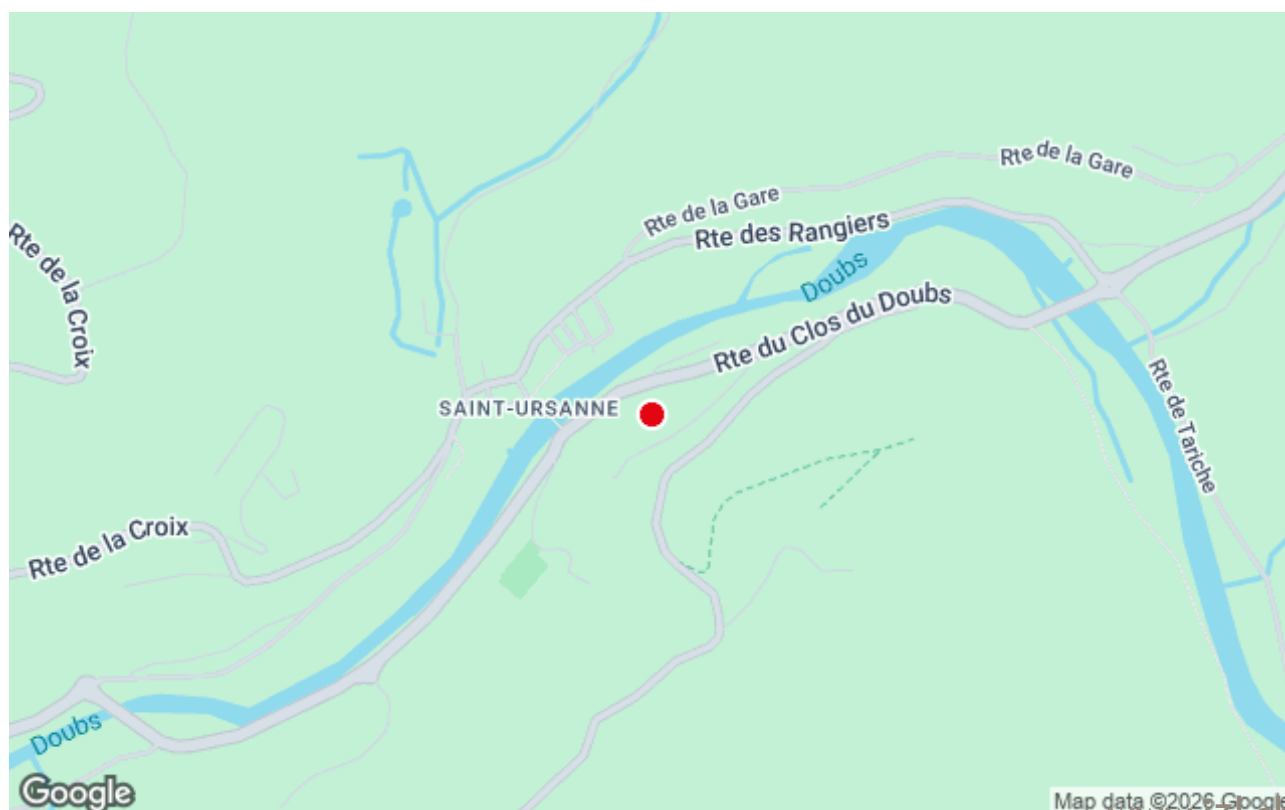 Rte de la Gare
Rte de la Gare
Rte des Rangiers
Rte de la Croix
Doubs
Rte du Clos du Doubs
Rte de Tariche
SAINT-URSANNE
Rte de la Croix
Doubs
Google
Map data ©2026 Google